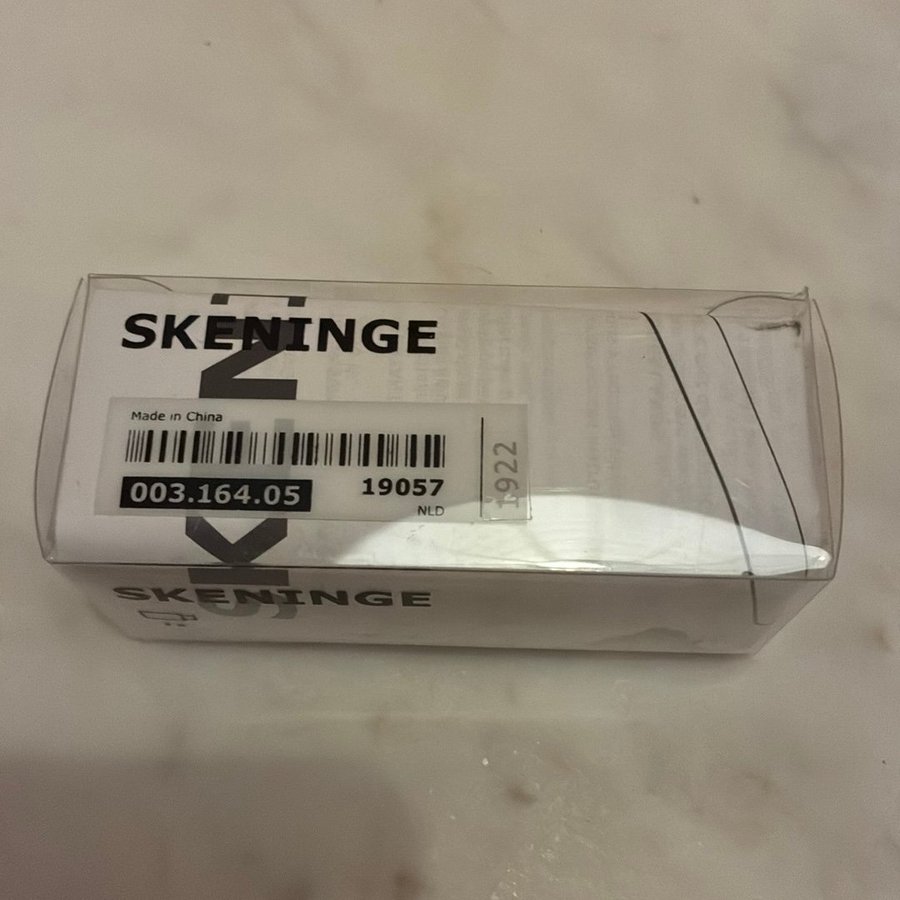 SKENINGE
Made in China
003.164.05
19057
NLD
1922
SKENINGE